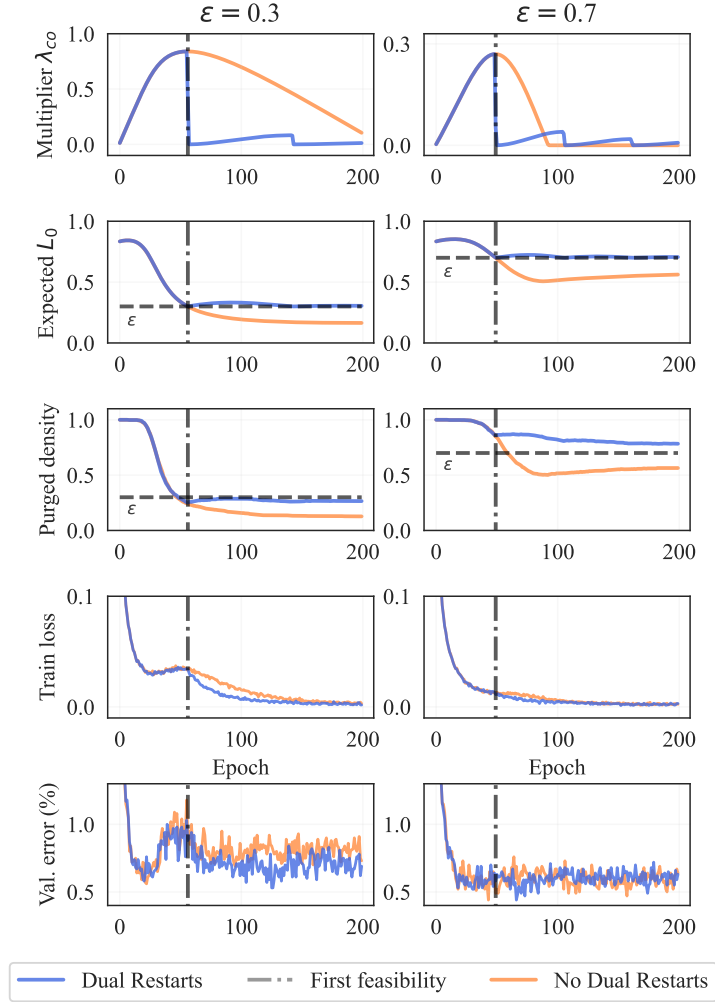 ε = 0.3
ε = 0.7
Multiplier λco
1.0
0.5
0.0
0 100 200
0.3
0.0
0 100 200
Expected L0
1.0
0.5
0.0
ε
0 100 200
1.0
0.5
0.0
ε
0 100 200
Purged density
1.0
0.5
0.0
ε
0 100 200
1.0
0.5
0.0
ε
0 100 200
Train loss
0.1
0.0
0 100 200
Epoch
0.1
0.0
0 100 200
Epoch
Val. error (%)
1.0
0.5
0 100 200
1.0
0.5
0 100 200
Dual Restarts
First feasibility
No Dual Restarts